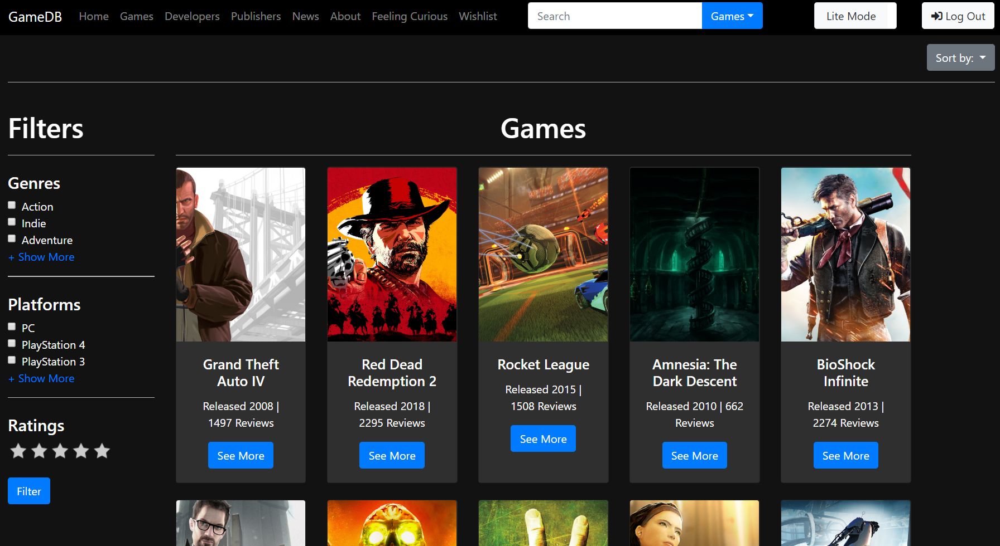 GameDB Home Games Developers Publishers News About Feeling Curious Wishlist Search Games Lite Mode Log Out
Sort by:
Filters
Genres
Action
Indie
Adventure
+ Show More
Platforms
PC
PlayStation 4
PlayStation 3
+ Show More
Ratings
Filter
Games
Grand Theft
Auto IV
Released 2008 |
1497 Reviews
See More
Red Dead
Redemption 2
Released 2018 |
2295 Reviews
See More
Rocket League
Released 2015 |
1508 Reviews
See More
Amnesia: The
Dark Descent
Released 2010 | 662
Reviews
See More
BioShock
Infinite
Released 2013 |
2274 Reviews
See More